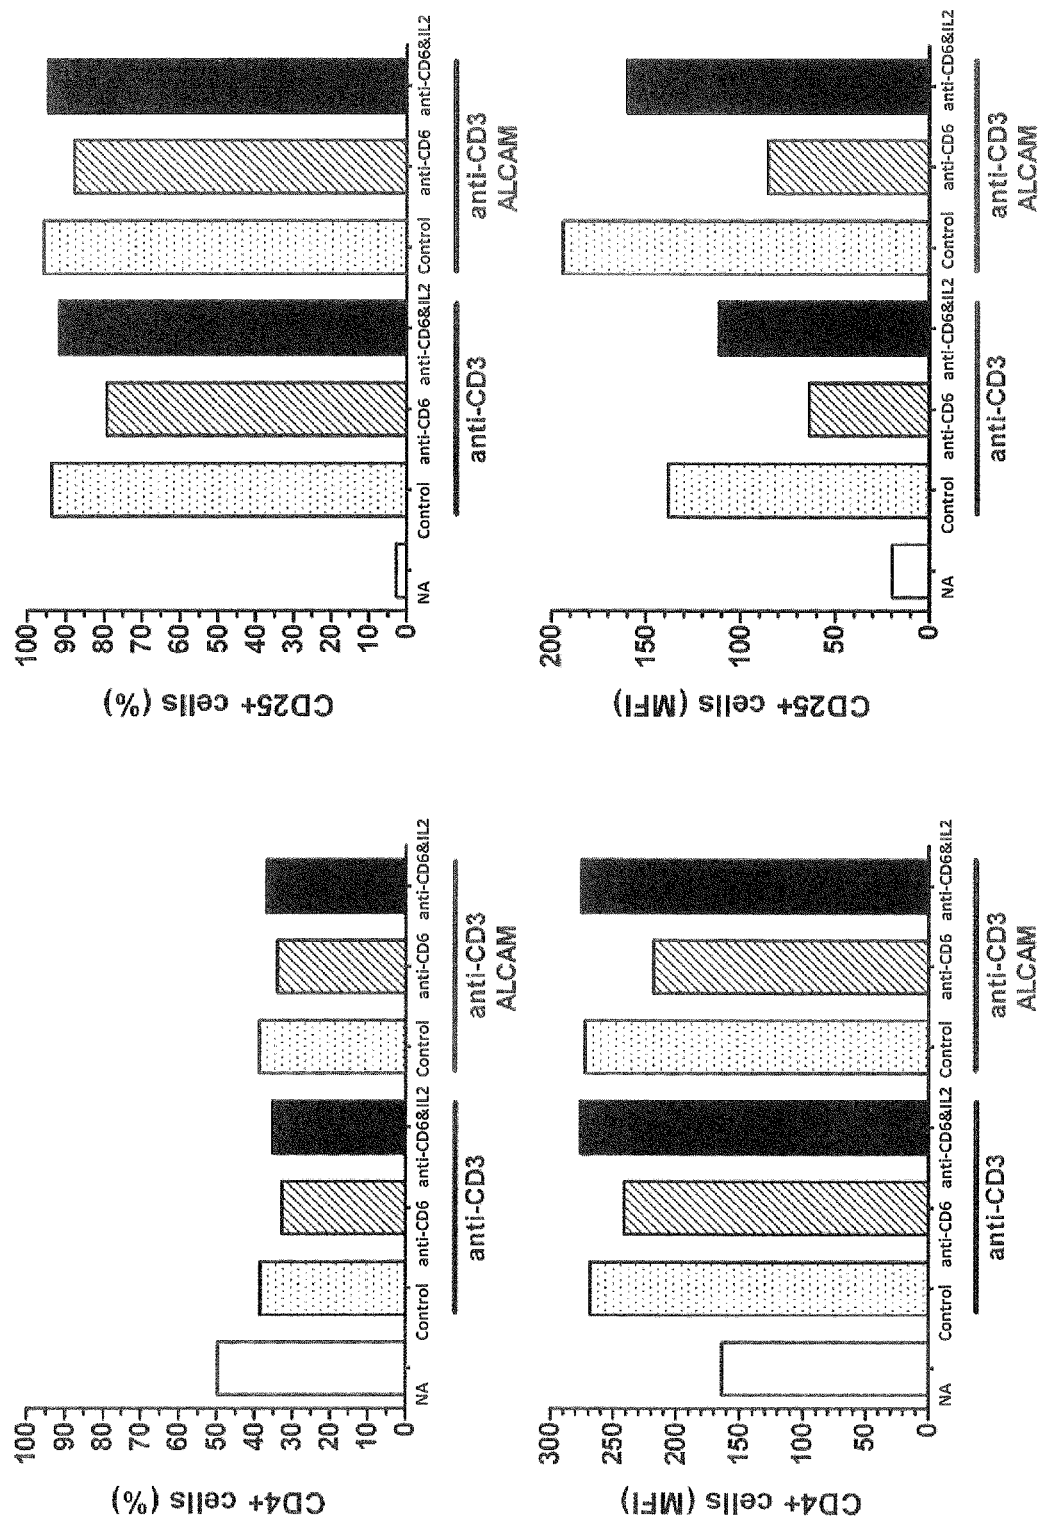 CD4+ cells (%)
100
90
80
70
60
50
40
30
20
10
0
NA
Control
anti-CD6
anti-CD6&IL2
Control
anti-CD6
anti-CD6&IL2
anti-CD3
anti-CD3
ALCAM
CD25+ cells (%)
100
90
80
70
60
50
40
30
20
10
0
NA
Control
anti-CD6
anti-CD6&IL2
Control
anti-CD6
anti-CD6&IL2
anti-CD3
anti-CD3
ALCAM
CD4+ cells (MFI)
300
250
200
150
100
50
0
NA
Control
anti-CD6
anti-CD6&IL2
Control
anti-CD6
anti-CD6&IL2
anti-CD3
anti-CD3
ALCAM
CD25+ cells (MFI)
200
150
100
50
0
NA
Control
anti-CD6
anti-CD6&IL2
Control
anti-CD6
anti-CD6&IL2
anti-CD3
anti-CD3
ALCAM